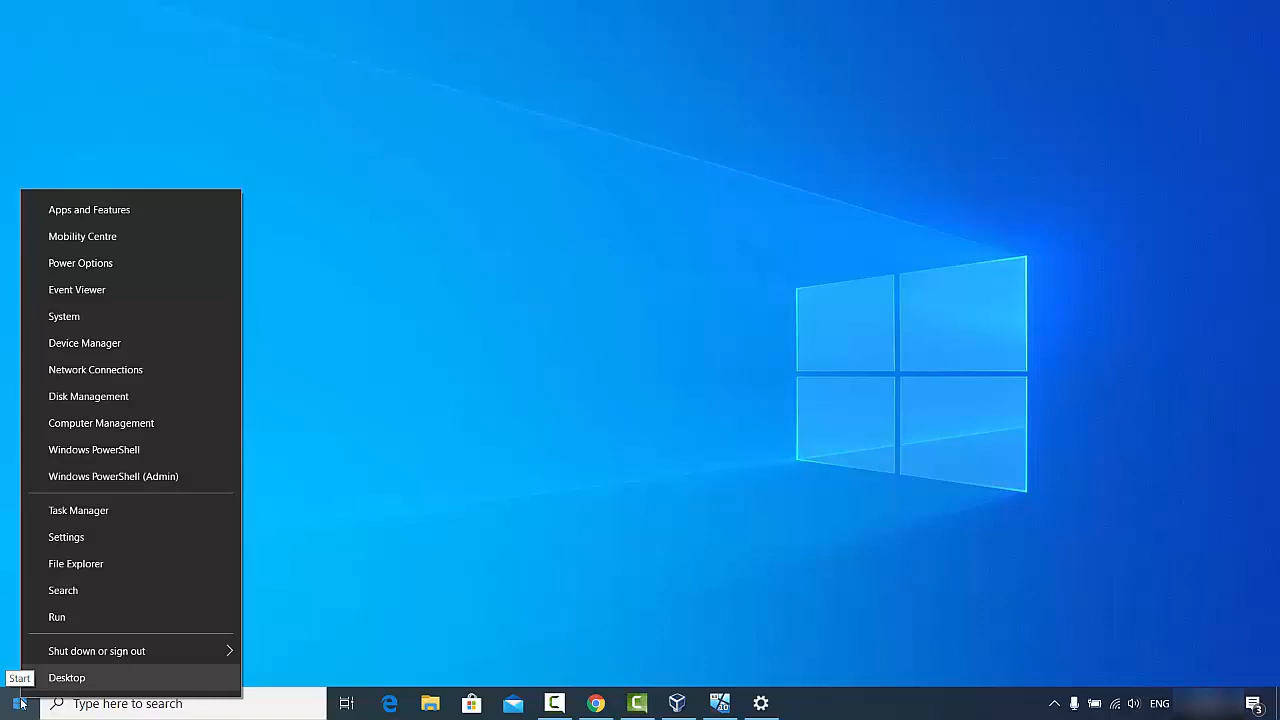 Apps and Features
Mobility Centre
Power Options
Event Viewer
System
Device Manager
Network Connections
Disk Management
Computer Management
Windows PowerShell
Windows PowerShell (Admin)
Task Manager
Settings
File Explorer
Search
Run
Shut down or sign out
Desktop
Start
Type here to search
ENG
3